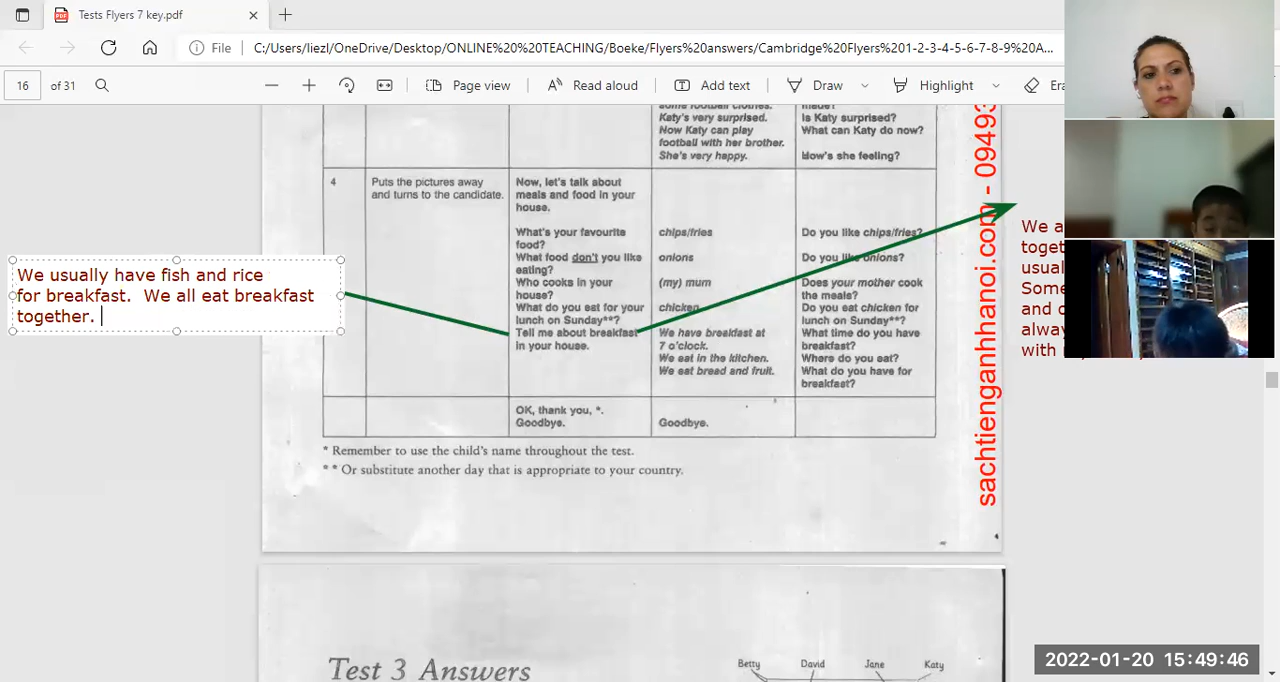 Tests Flyers 7 key.pdf
File
C:/Users/liezl/OneDrive/Desktop/ONLINE%20%20TEACHING/Boeke/Flyers%20answers/Cambridge%20Flyers%201-2-3-4-5-6-7-8-9%20A...
16 of 31
Page view
Read aloud
Add text
Draw
Highlight
Era
some football clothes.
Katy's very surprised.
Now Katy can play
football with her brother.
She's very happy.
made?
Is Katy surprised?
What can Katy do now?
How's she feeling?
4
Puts the pictures away
and turns to the candidate.
Now, let's talk about
meals and food in your
house.
What's your favourite
food?
What food don't you like
eating?
Who cooks in your
house?
What do you eat for your
lunch on Sunday**?
Tell me about breakfast
in your house.
chips/fries
onions
(my) mum
chicken
We have breakfast at
7 o'clock.
We eat in the kitchen.
We eat bread and fruit.
Do you like chips/fries?
Do you like onions?
Does your mother cook
the meals?
Do you eat chicken for
lunch on Sunday**?
What time do you have
breakfast?
Where do you eat?
What do you have for
breakfast?
OK, thank you, *.
Goodbye.
Goodbye.
* Remember to use the child's name throughout the test.
** Or substitute another day that is appropriate to your country.
We usually have fish and rice
for breakfast.  We all eat breakfast
together.
sachtienganhhanoi.com - 09493
We a
toget
usual
Some
and
alway
with
Test 3 Answers
Betty David Jane Katy
2022-01-20 15:49:46